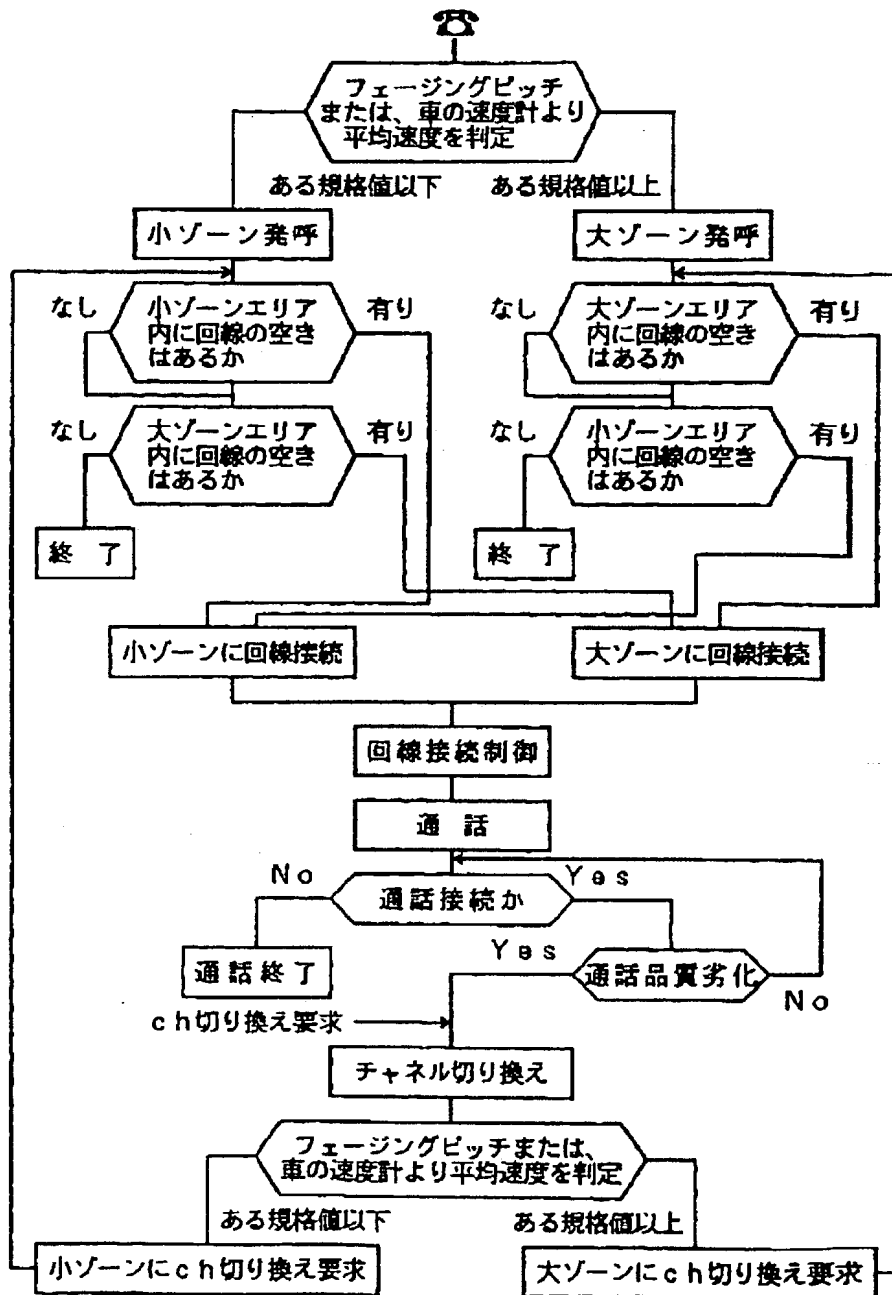 フェージングピッチ
または、車の速度計より
平均速度を判定
ある規格値以下
ある規格値以上
小ゾーン発呼
大ゾーン発呼
なし
小ゾーンエリア
内に回線の空き
はあるか
有り
なし
大ゾーンエリア
内に回線の空き
はあるか
有り
なし
大ゾーンエリア
内に回線の空き
はあるか
有り
なし
小ゾーンエリア
内に回線の空き
はあるか
有り
終了
終了
小ゾーンに回線接続
大ゾーンに回線接続
回線接続制御
通話
No
通話接続か
Yes
通話終了
Yes
通話品質劣化
No
ch切り換え要求
チャネル切り換え
フェージングピッチまたは、
車の速度計より平均速度を判定
ある規格値以下
ある規格値以上
小ゾーンにch切り換え要求
大ゾーンにch切り換え要求